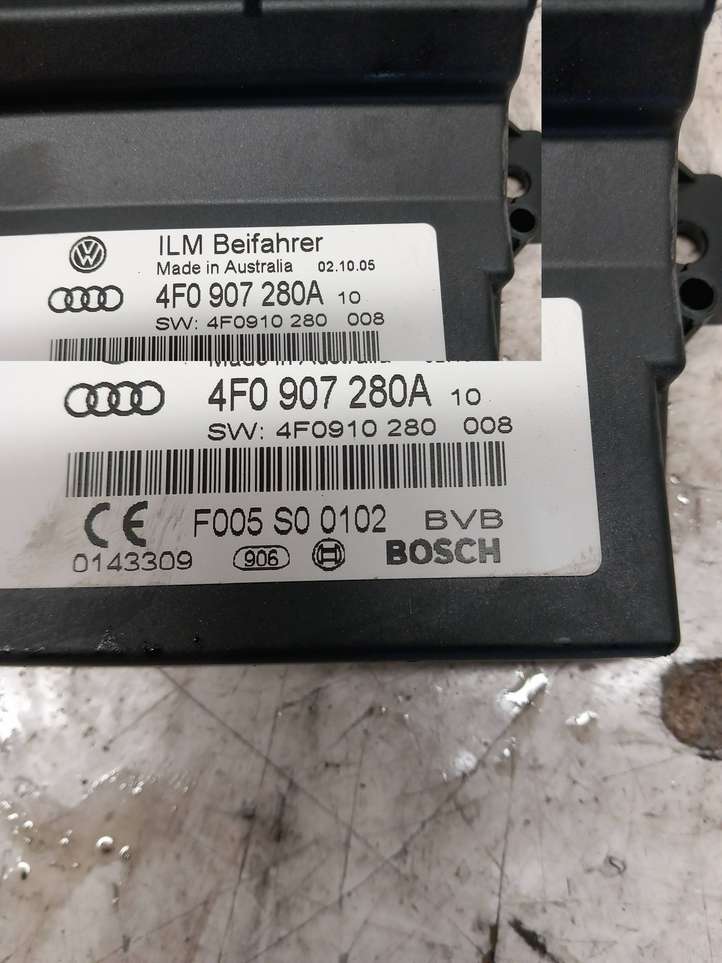 ILM Beifahrer
Made in Australia 02.10.05
4F0 907 280A 10
SW: 4F0910 280 008
4F0 907 280A 10
SW: 4F0910 280 008
CE F005 S0 0102 BVB
0143309 906 BOSCH